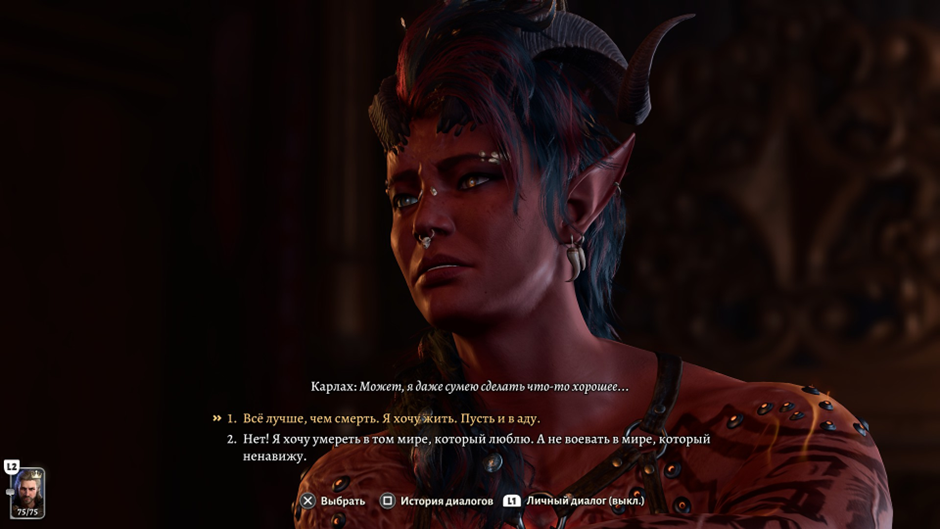 Карлах: Может, я даже сумею сделать что-то хорошее...
1. Всё лучше, чем смерть. Я хочу жить. Пусть и в аду.
2. Нет! Я хочу умереть в том мире, который люблю. А не воевать в мире, который
ненавижу.
L2
75/75
Выбрать История диалогов L1 Личный диалог (выкл.)